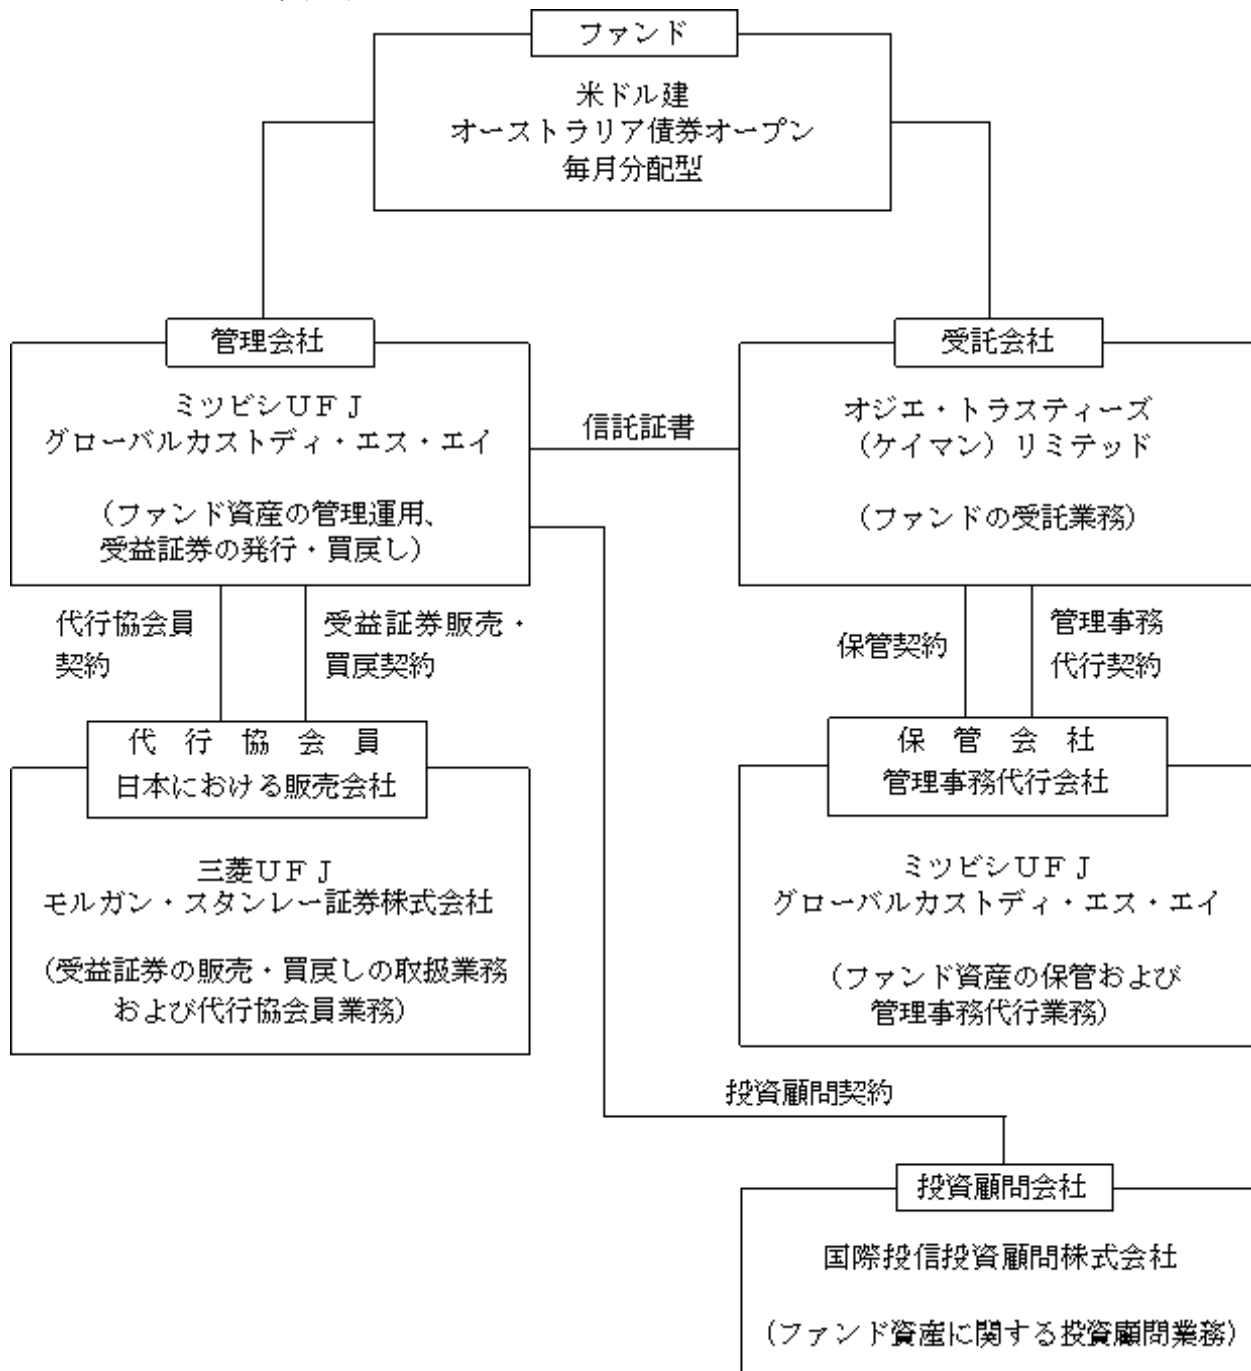 ファンド
米ドル建
オーストラリア債券オープン
毎月分配型
管理会社
ミツビシＵＦＪ
グローバルカストディ・エス・エイ
（ファンド資産の管理運用、
受益証券の発行・買戻し）
信託証書
受託会社
オジエ・トラスティーズ
（ケイマン）リミテッド
（ファンドの受託業務）
代行協会員
契約
受益証券販売・
買戻契約
保管契約
管理事務
代行契約
代行協会員
日本における販売会社
三菱ＵＦＪ
モルガン・スタンレー証券株式会社
（受益証券の販売・買戻しの取扱業務
および代行協会員業務）
保管会社
管理事務代行会社
ミツビシＵＦＪ
グローバルカストディ・エス・エイ
（ファンド資産の保管および
管理事務代行業務）
投資顧問契約
投資顧問会社
国際投信投資顧問株式会社
（ファンド資産に関する投資顧問業務）